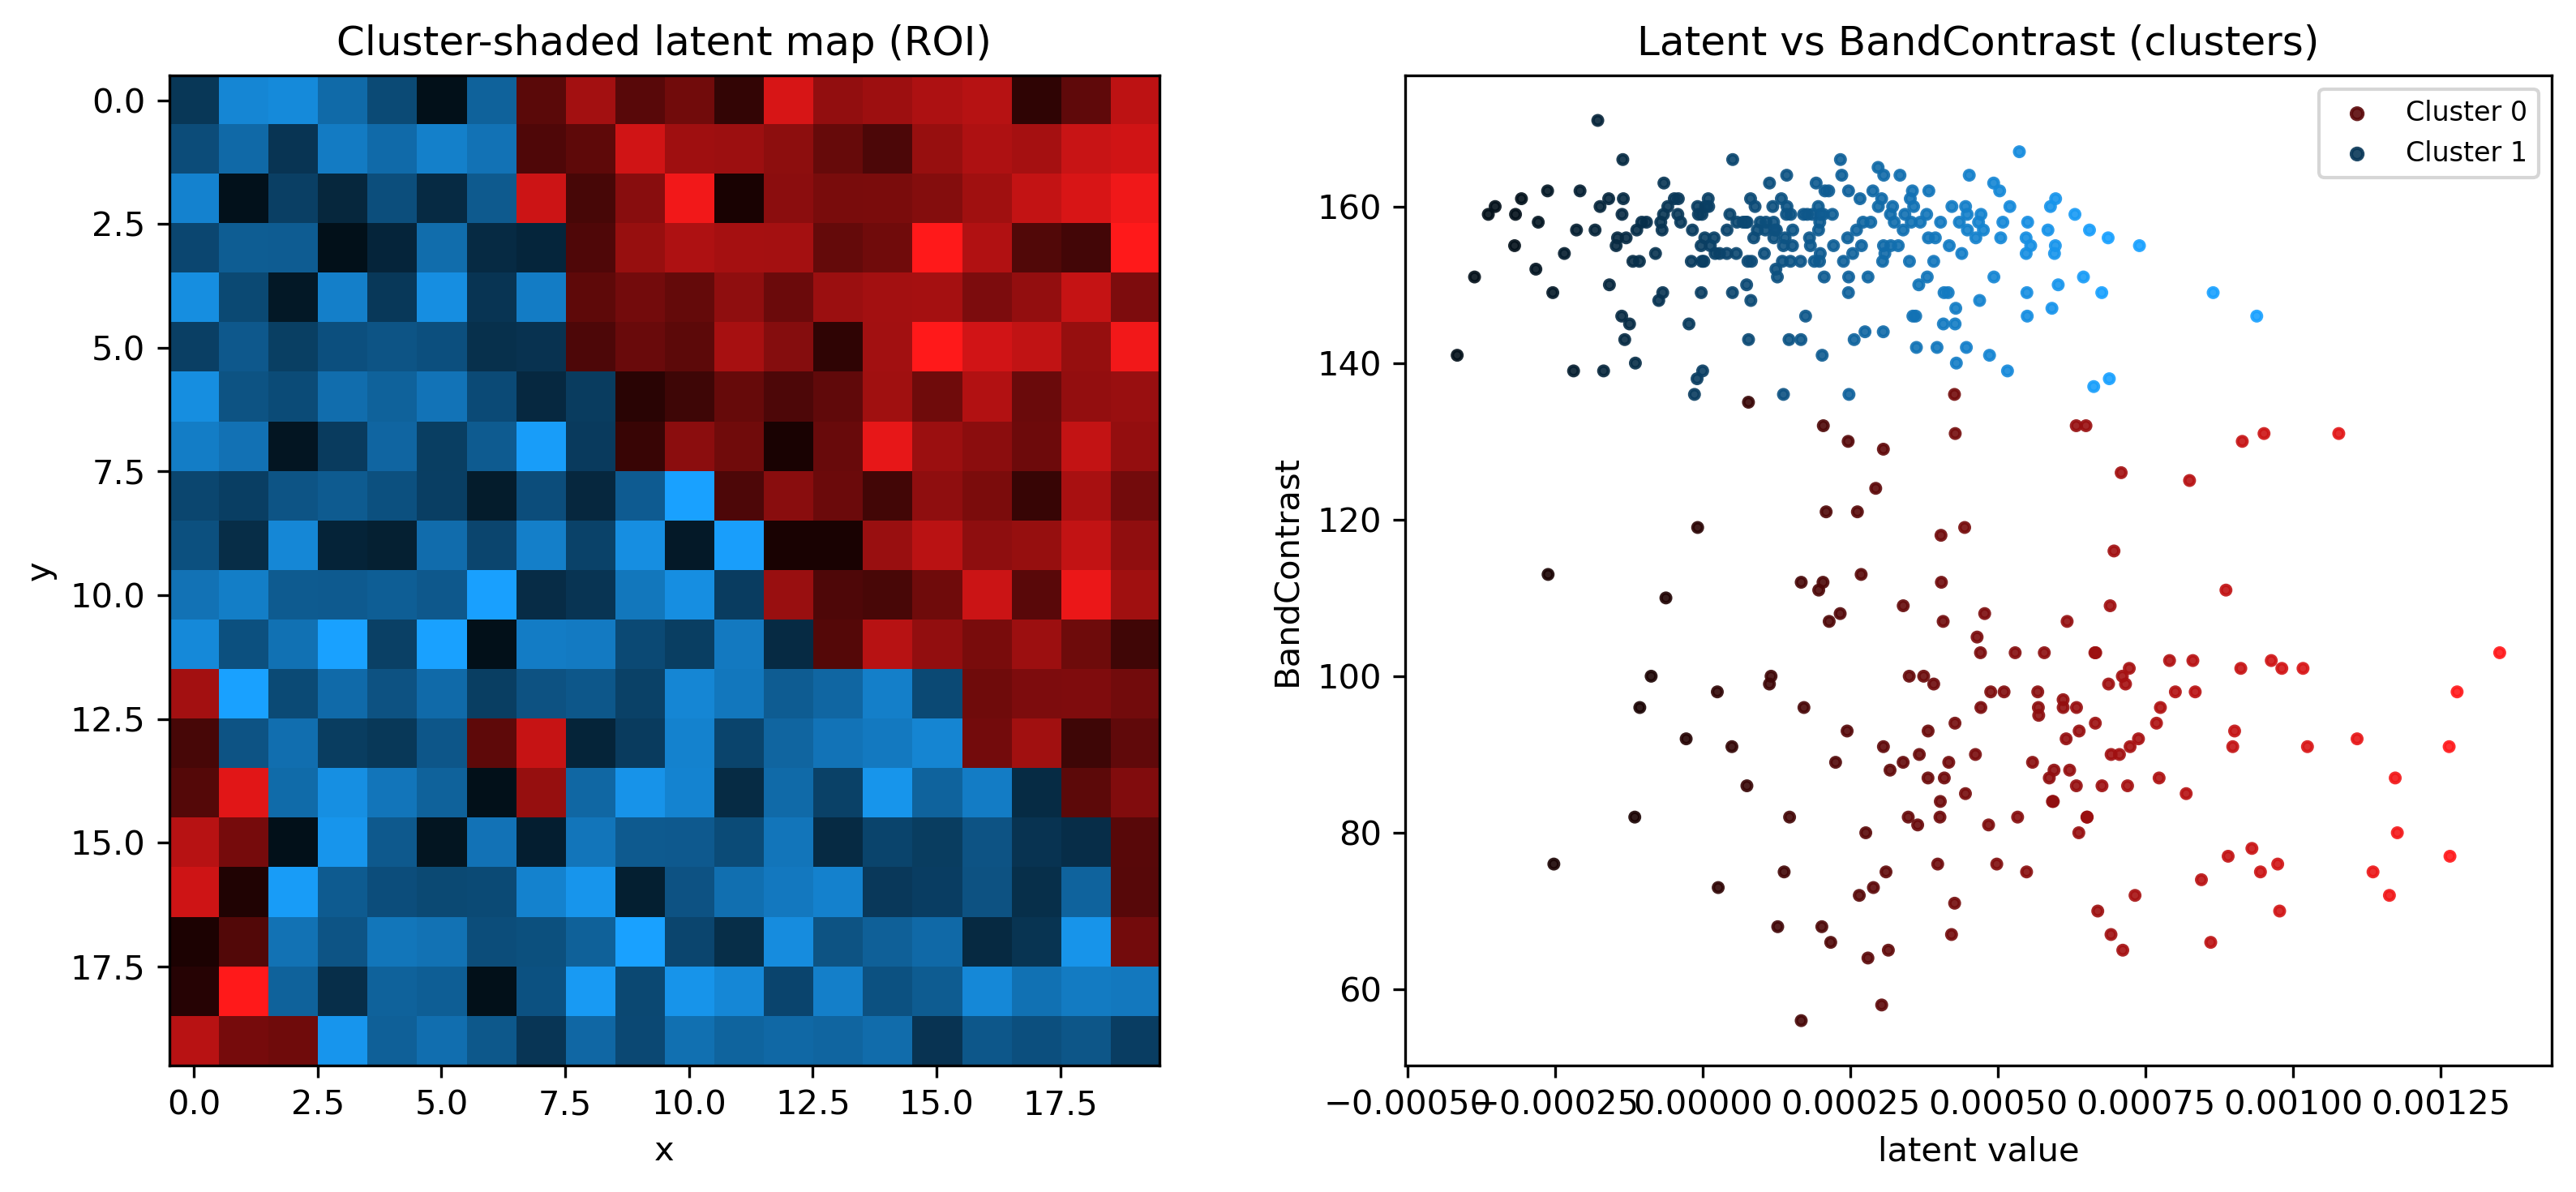 Cluster-shaded latent map (ROI)
0.0
2.5
5.0
7.5
10.0
12.5
15.0
17.5
y
0.0 2.5 5.0 7.5 10.0 12.5 15.0 17.5
x
Latent vs BandContrast (clusters)
Cluster 0
Cluster 1
160
140
120
100
80
60
BandContrast
−0.00050 −0.00025 0.00000 0.00025 0.00050 0.00075 0.00100 0.00125
latent value